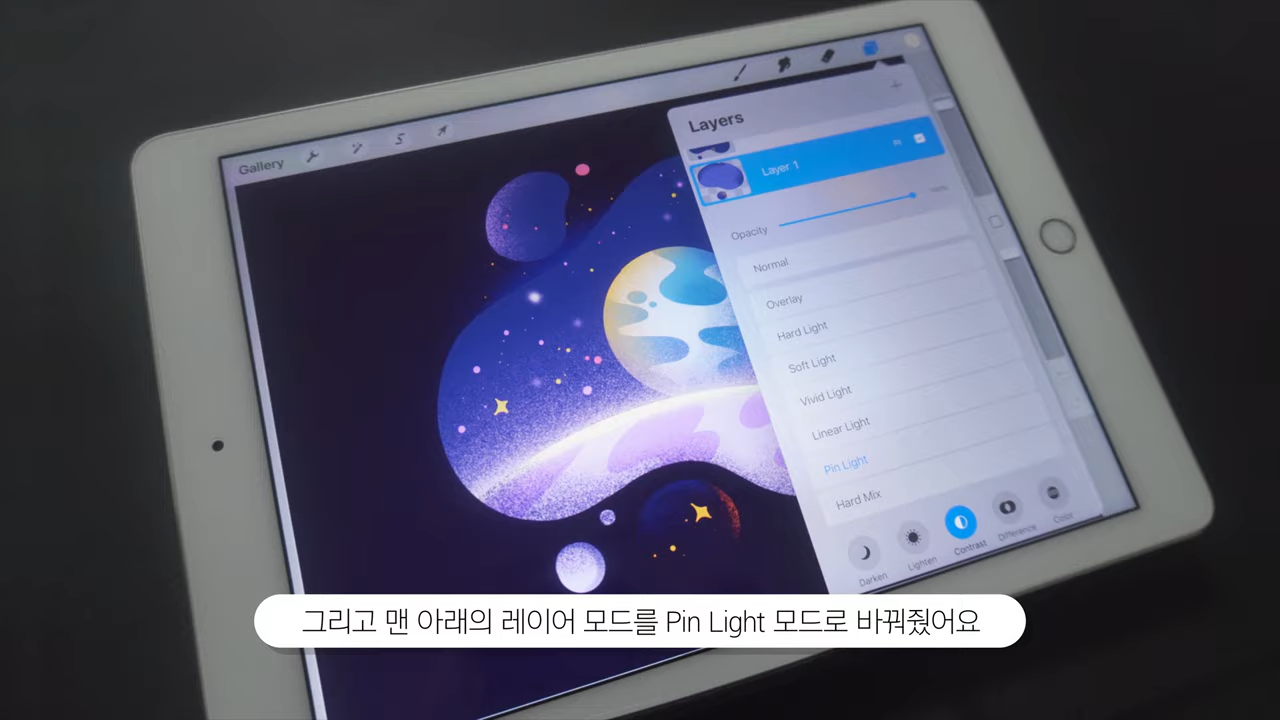 Gallery
Layers
Layer 1
Opacity
Normal
Overlay
Hard Light
Soft Light
Vivid Light
Linear Light
Pin Light
Hard Mix
Darken
Lighten
Contrast
Difference
Color
그리고 맨 아래의 레이어 모드를 Pin Light 모드로 바꿔줬어요